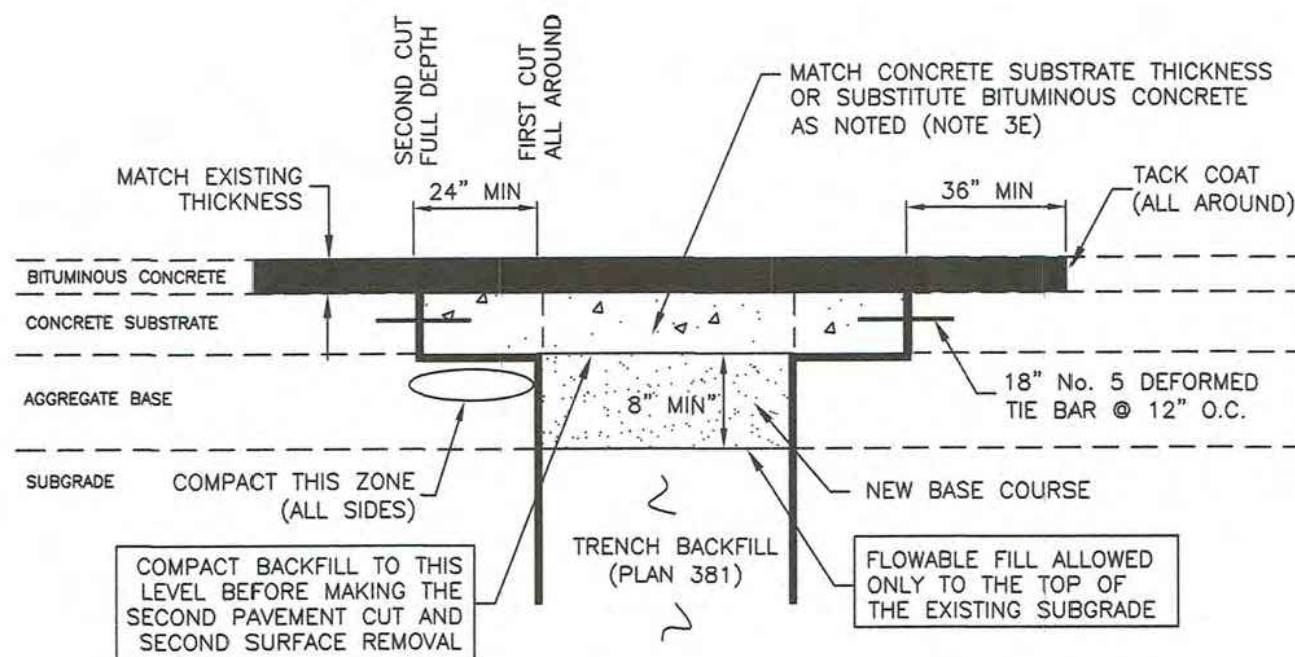 SECOND CUT
FULL DEPTH
FIRST CUT
ALL AROUND
MATCH CONCRETE SUBSTRATE THICKNESS
OR SUBSTITUTE BITUMINOUS CONCRETE
AS NOTED (NOTE 3E)
MATCH EXISTING
THICKNESS
24" MIN
36" MIN
TACK COAT
(ALL AROUND)
BITUMINOUS CONCRETE
CONCRETE SUBSTRATE
AGGREGATE BASE
8" MIN"
18" No. 5 DEFORMED
TIE BAR @ 12" O.C.
SUBGRADE
COMPACT THIS ZONE
(ALL SIDES)
NEW BASE COURSE
COMPACT BACKFILL TO THIS
LEVEL BEFORE MAKING THE
SECOND PAVEMENT CUT AND
SECOND SURFACE REMOVAL
TRENCH BACKFILL
(PLAN 381)
FLOWABLE FILL ALLOWED
ONLY TO THE TOP OF
THE EXISTING SUBGRADE